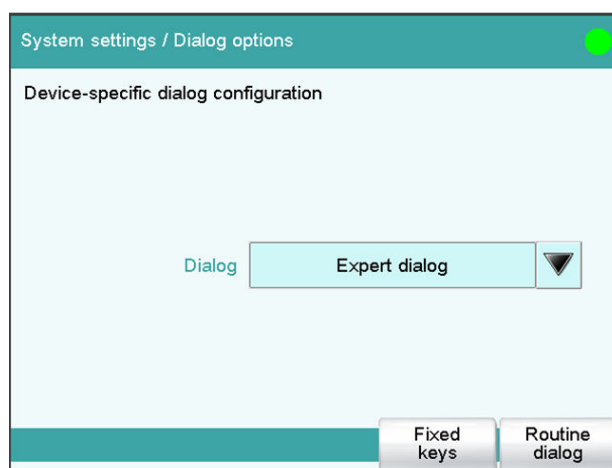 System settings / Dialog options
Device-specific dialog configuration
Dialog
Expert dialog
Fixed
keys
Routine
dialog